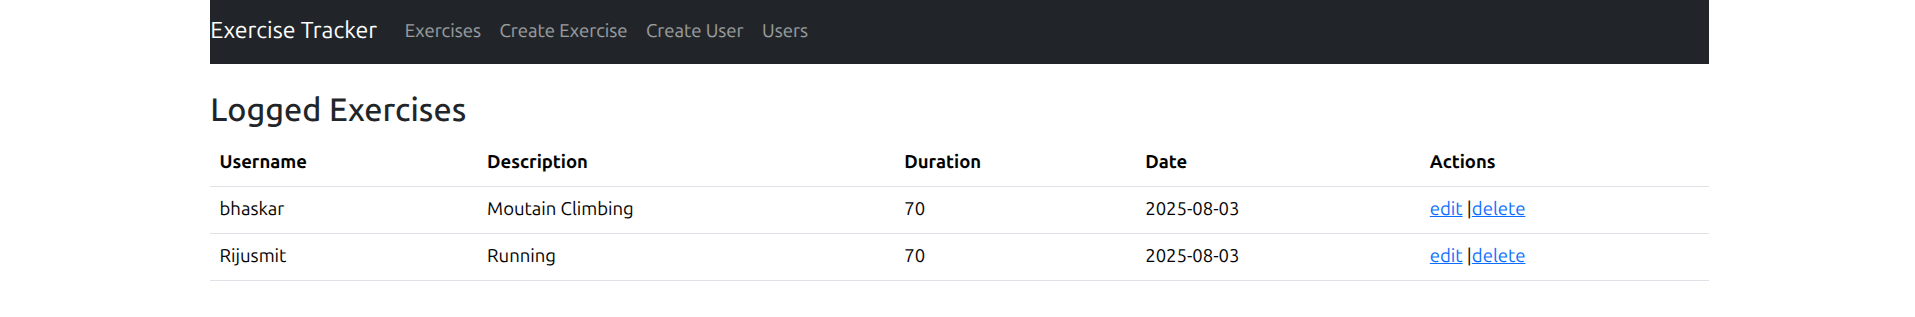 Exercise Tracker Exercises Create Exercise Create User Users
Logged Exercises
Username Description Duration Date Actions
bhaskar Moutain Climbing 70 2025-08-03 edit |delete
Rijusmit Running 70 2025-08-03 edit |delete